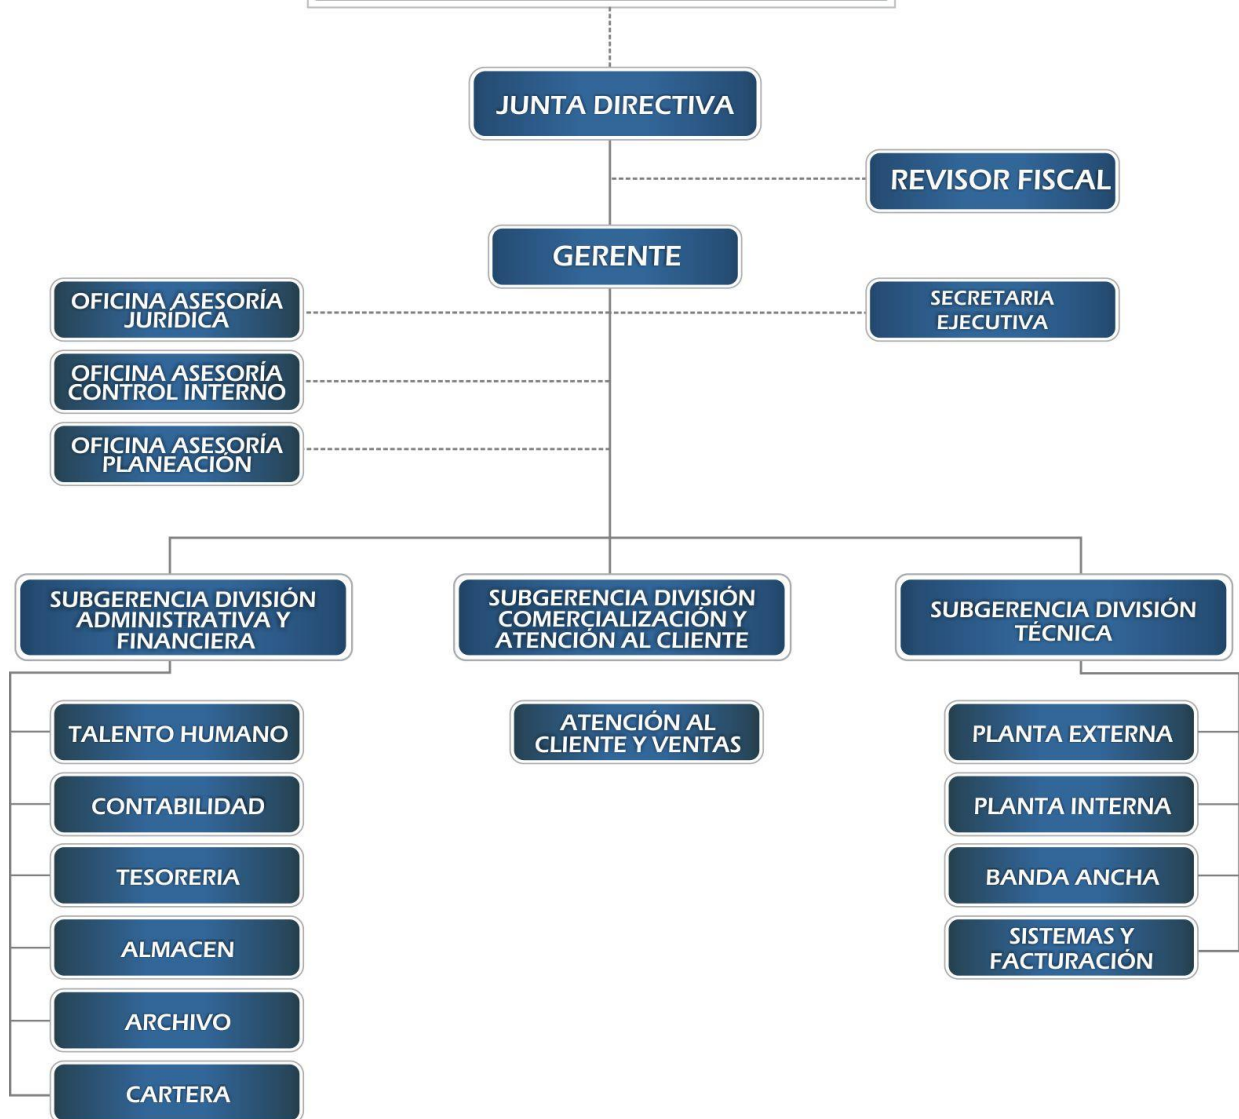 JUNTA DIRECTIVA
REVISOR FISCAL
GERENTE
OFICINA ASESORÍA
JURÍDICA
SECRETARIA
EJECUTIVA
OFICINA ASESORÍA
CONTROL INTERNO
OFICINA ASESORÍA
PLANEACIÓN
SUBGERENCIA DIVISIÓN
ADMINISTRATIVA Y
FINANCIERA
SUBGERENCIA DIVISIÓN
COMERCIALIZACIÓN Y
ATENCIÓN AL CLIENTE
SUBGERENCIA DIVISIÓN
TÉCNICA
TALENTO HUMANO
CONTABILIDAD
TESORERIA
ALMACEN
ARCHIVO
CARTERA
ATENCIÓN AL
CLIENTE Y VENTAS
PLANTA EXTERNA
PLANTA INTERNA
BANDA ANCHA
SISTEMAS Y
FACTURACIÓN